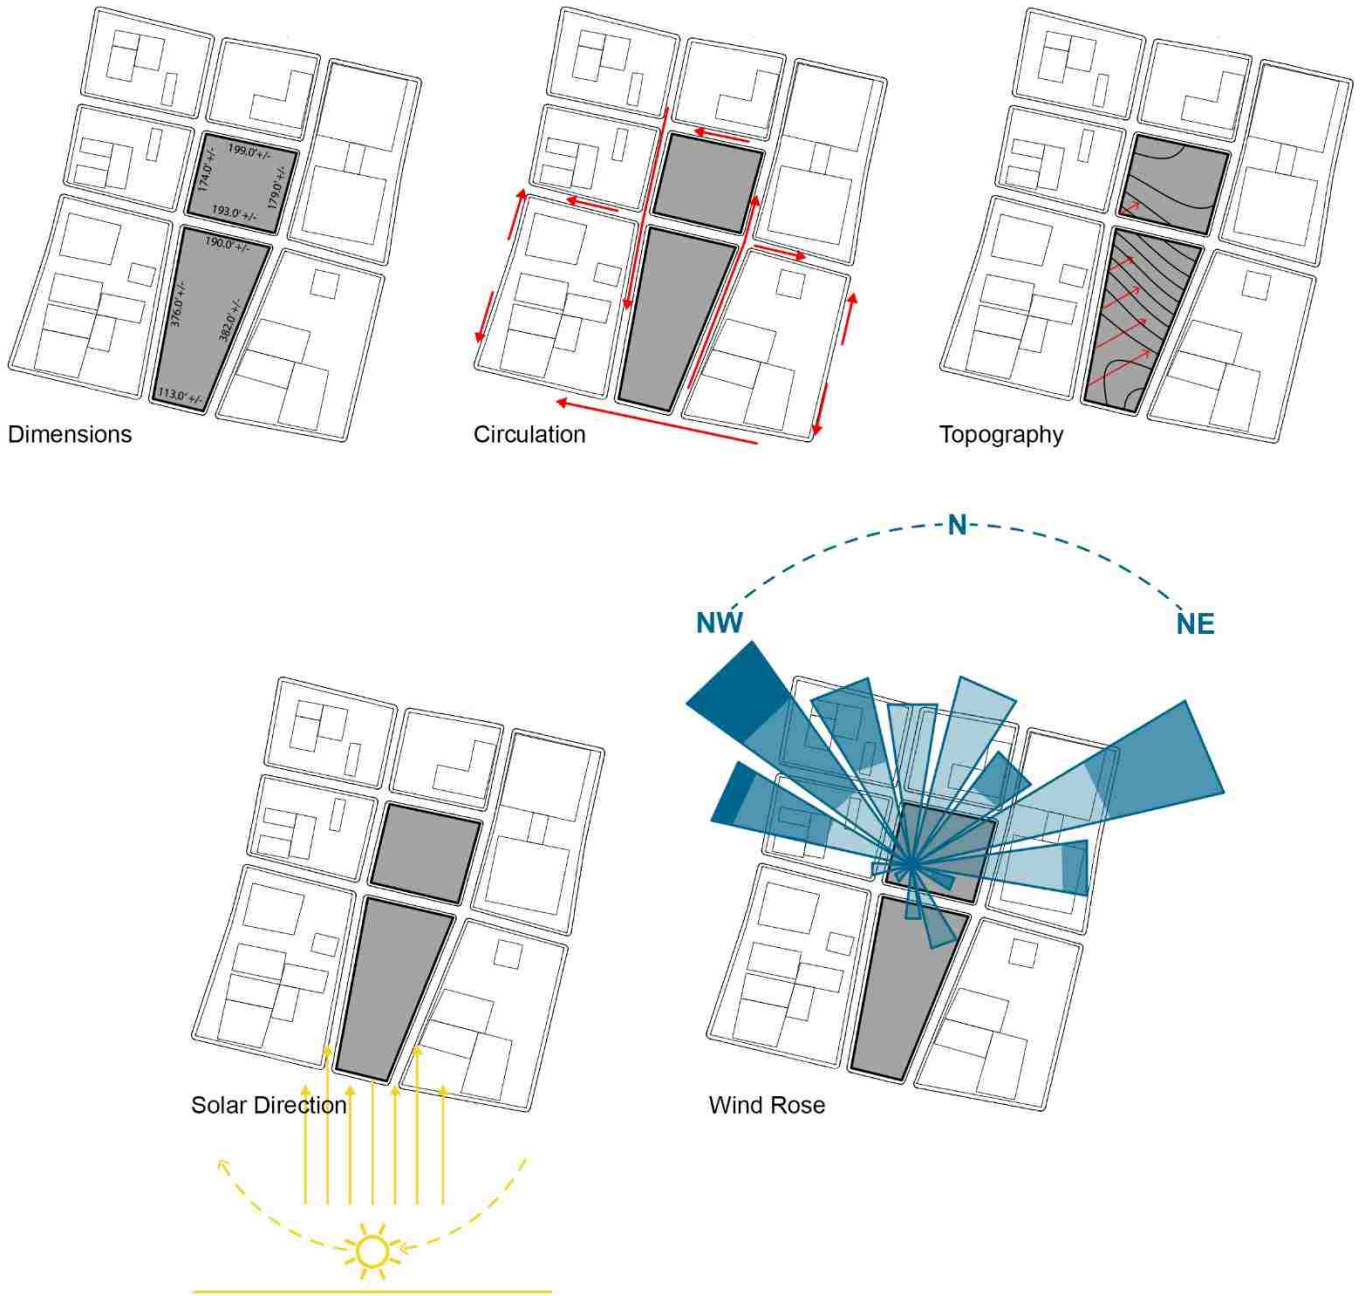 199.0'+/-
174.0'+/-
179.0'+/-
193.0'+/-
190.0'+/-
376.0'+/-
382.0'+/-
113.0'+/-
Dimensions
Circulation
Topography
N
NW
NE
Solar Direction
Wind Rose